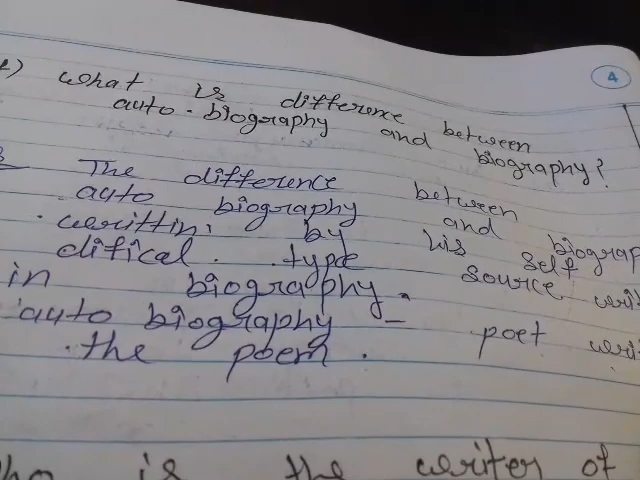 4
what is difference between
auto. biography and biography?
The difference between
auto biography and biograp
writtin by his self
difical. type source writ
in biography:
auto biography = poet writ
the poem.
ho is the writer of